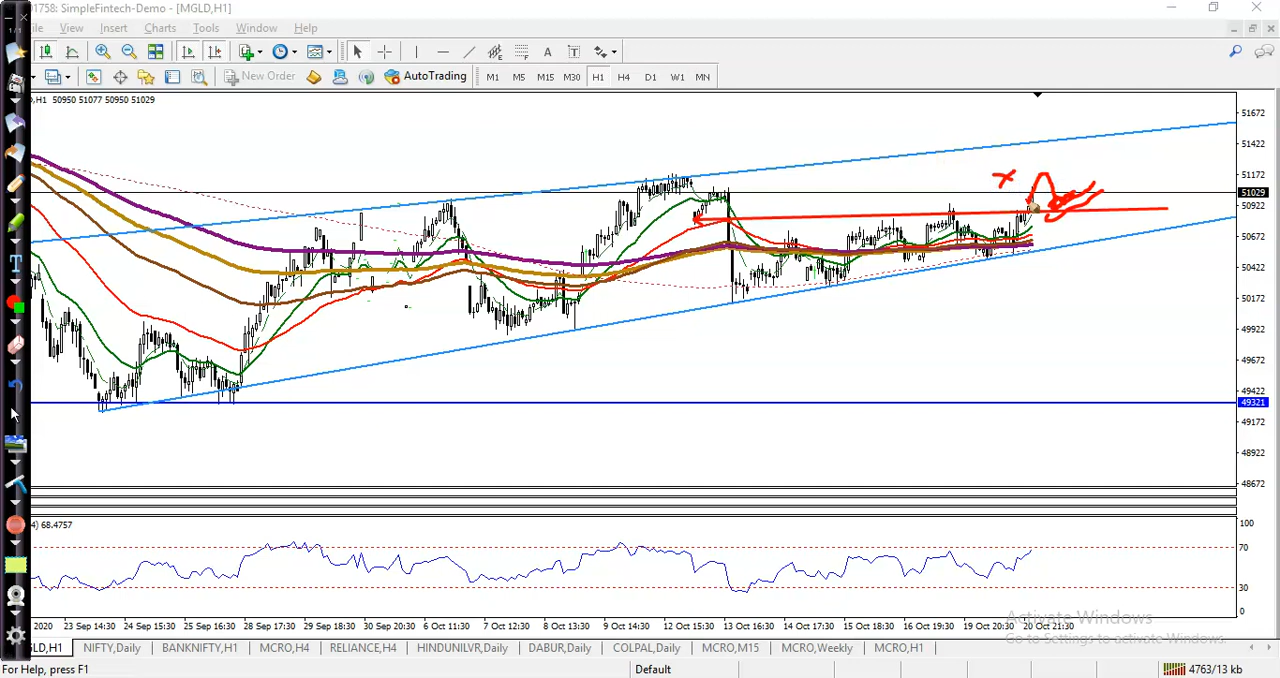 01758: SimpleFintech-Demo - [MGLD,H1]
ile View Insert Charts Tools Window Help
1/1
New Order AutoTrading M1 M5 M15 M30 H1 H4 D1 W1 MN
,H1 50950 51077 50950 51029
51672
51422
51172
51029
50922
50672
50422
50172
49922
49672
49422
49321
49172
48922
48672
4) 68.4757
100
70
30
0
2020 23 Sep 14:30 24 Sep 15:30 25 Sep 16:30 28 Sep 17:30 29 Sep 18:30 30 Sep 20:30 6 Oct 11:30 7 Oct 12:30 8 Oct 13:30 9 Oct 14:30 12 Oct 15:30 13 Oct 16:30 14 Oct 17:30 15 Oct 18:30 16 Oct 19:30 19 Oct 20:30 20 Oct 21:30
Activate Windows
Go to Settings to activate Windows.
GLD,H1 NIFTY,Daily BANKNIFTY,H1 MCRO,H4 RELIANCE,H4 HINDUNILVR,Daily DABUR,Daily COLPAL,Daily MCRO,M15 MCRO,Weekly MCRO,H1
For Help, press F1 Default 4763/13 kb